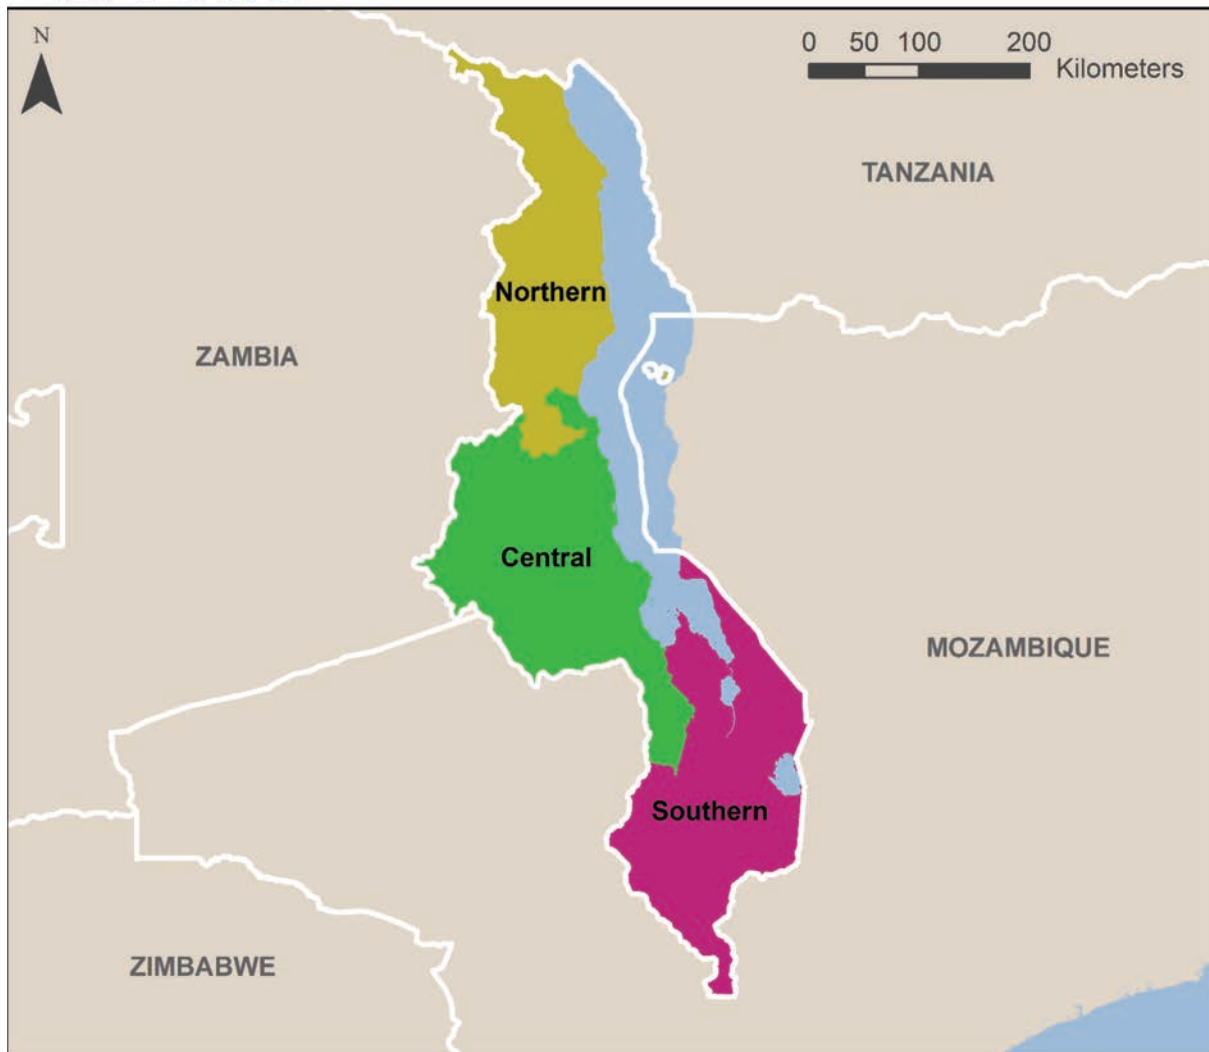 N
0 50 100 200
Kilometers
TANZANIA
Northern
ZAMBIA
Central
MOZAMBIQUE
Southern
ZIMBABWE